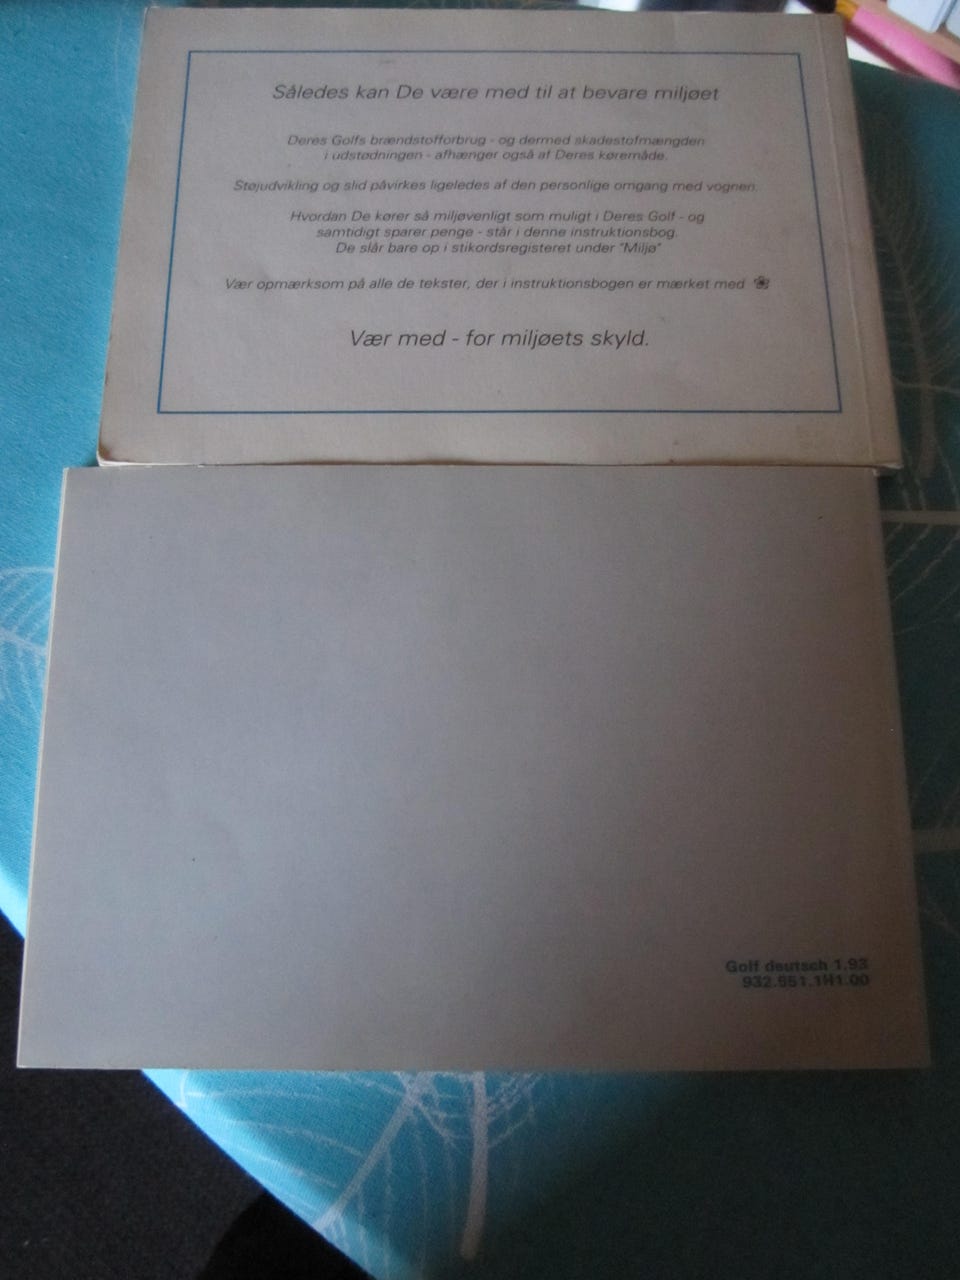 Således kan De være med til at bevare miljøet
Deres Golfs brændstofforbrug - og dermed skadestofmængden
i udstødningen - afhænger også af Deres køremåde.
Støjudvikling og slid påvirkes ligeledes af den personlige omgang med vognen.
Hvordan De kører så miljøvenligt som muligt i Deres Golf - og
samtidigt sparer penge - står i denne instruktionsbog.
De slår bare op i stikordsregisteret under "Miljø"
Vær opmærksom på alle de tekster, der i instruktionsbogen er mærket med
Vær med - for miljøets skyld.
Golf deutsch 1.93
932.551.1H1.00